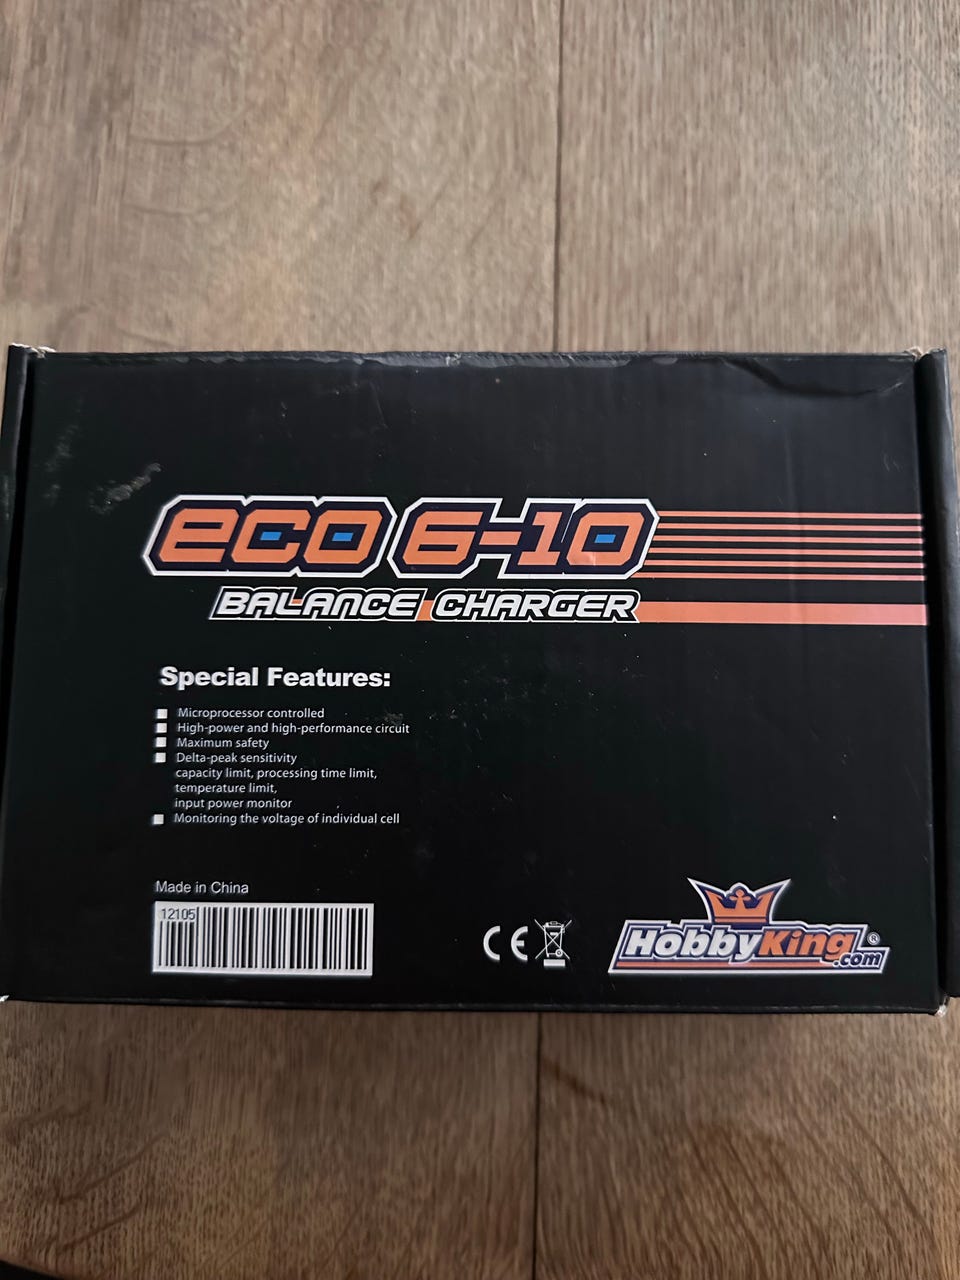 eco 6-10
BALANCE CHARGER
Special Features:
Microprocessor controlled
High-power and high-performance circuit
Maximum safety
Delta-peak sensitivity
capacity limit, processing time limit,
temperature limit,
input power monitor
Monitoring the voltage of individual cell
Made in China
12105
CE
HobbyKing®
.com